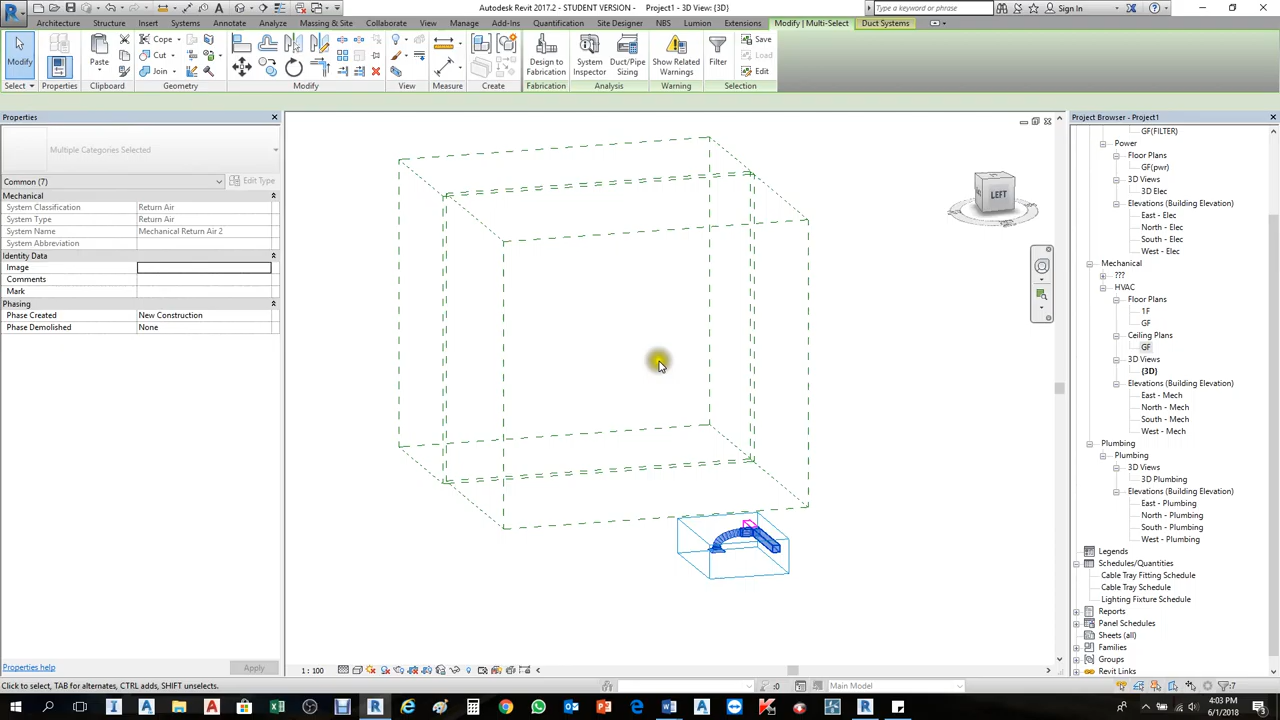 Autodesk Revit 2017.2 - STUDENT VERSION - Project1 - 3D View: {3D}
Type a keyword or phrase
Sign In
Architecture Structure Insert Systems Annotate Analyze Massing & Site Collaborate View Manage Add-Ins Quantification Site Designer NBS Lumion Extensions Modify | Multi-Select Duct Systems
Modify
Paste
Cope
Cut
Join
Design to Fabrication
System Inspector
Duct/Pipe Sizing
Show Related Warnings
Filter
Save
Load
Edit
Select Properties Clipboard Geometry Modify View Measure Create Fabrication Analysis Warning Selection
Properties
Multiple Categories Selected
Common (7)
Edit Type
Mechanical
System Classification Return Air
System Type Return Air
System Name Mechanical Return Air 2
System Abbreviation
Identity Data
Image
Comments
Mark
Phasing
Phase Created New Construction
Phase Demolished None
Properties help
Apply
LEFT
1 : 100
Project Browser - Project1
GF(FILTER)
Power
Floor Plans
GF(pwr)
3D Views
3D Elec
Elevations (Building Elevation)
East - Elec
North - Elec
South - Elec
West - Elec
Mechanical
???
HVAC
Floor Plans
1F
GF
Ceiling Plans
GF
3D Views
{3D}
Elevations (Building Elevation)
East - Mech
North - Mech
South - Mech
West - Mech
Plumbing
Plumbing
3D Views
3D Plumbing
Elevations (Building Elevation)
East - Plumbing
North - Plumbing
South - Plumbing
West - Plumbing
Legends
Schedules/Quantities
Cable Tray Fitting Schedule
Cable Tray Schedule
Lighting Fixture Schedule
Reports
Panel Schedules
Sheets (all)
Families
Groups
Revit Links
Click to select, TAB for alternates, CTRL adds, SHIFT unselects.
:0
Main Model
:7
4:03 PM
6/1/2018